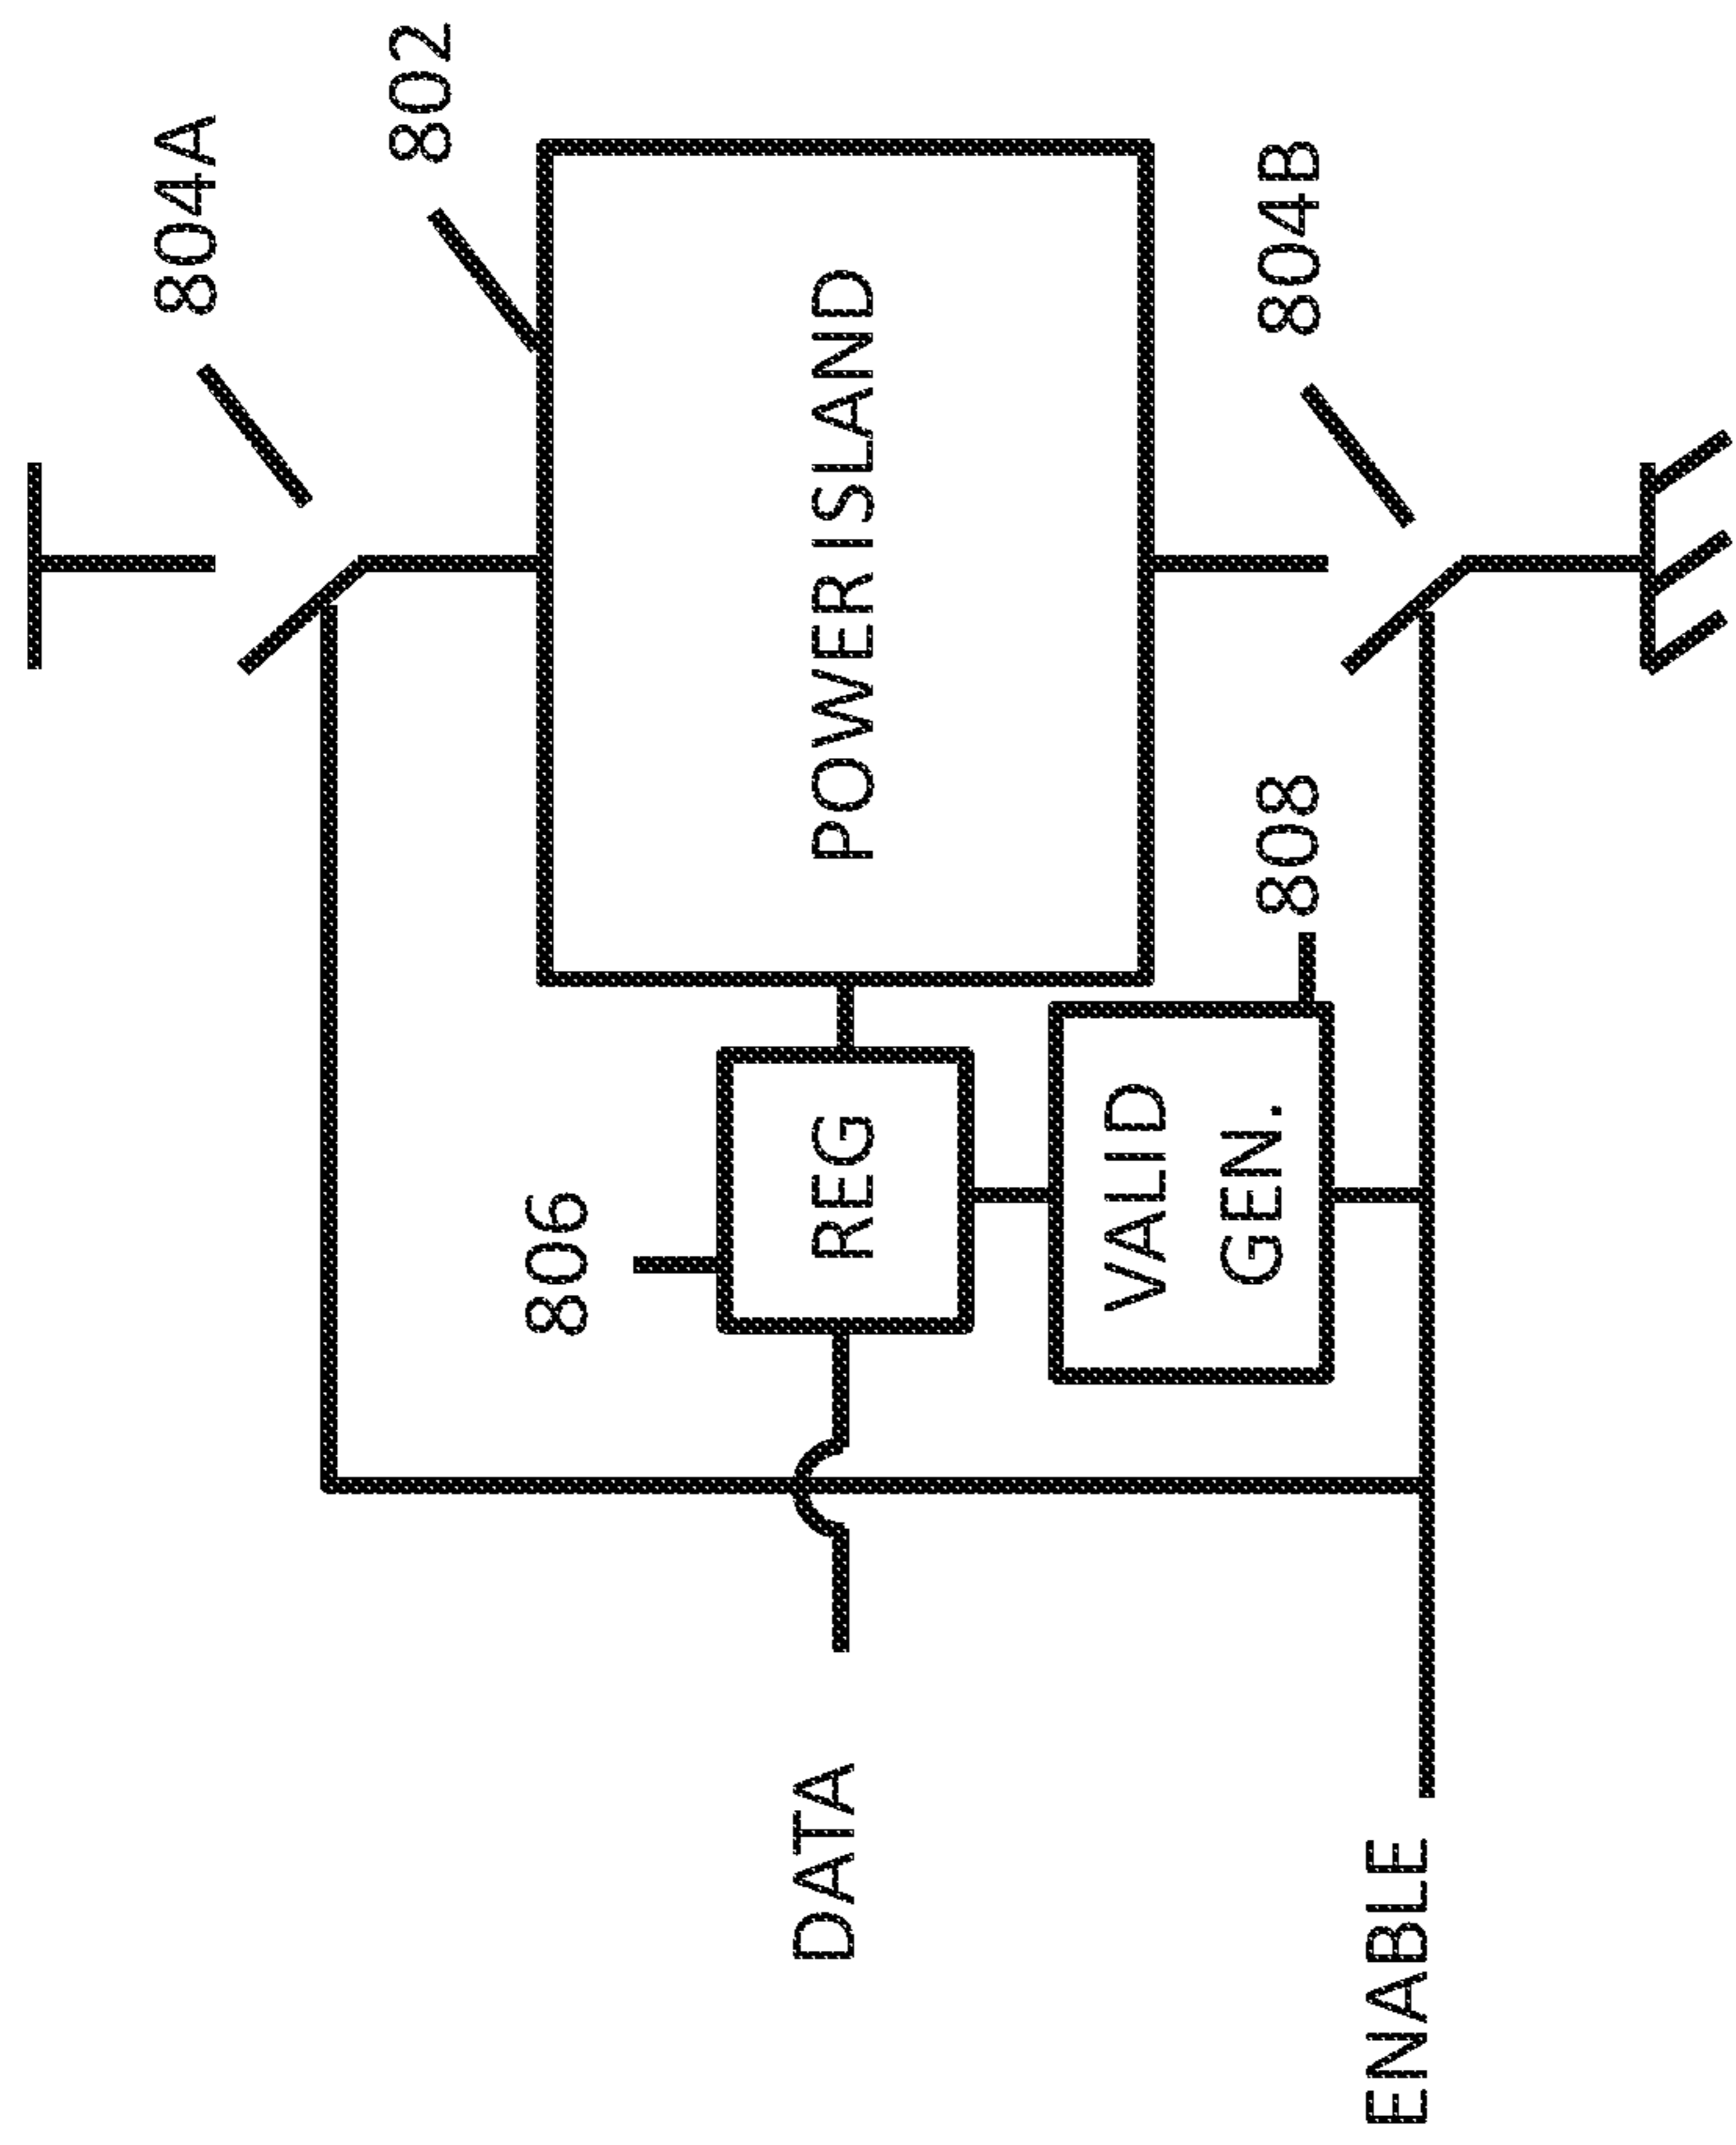 804A
802
POWER ISLAND
804B
808
806
REG
VALID
GEN.
DATA
ENABLE